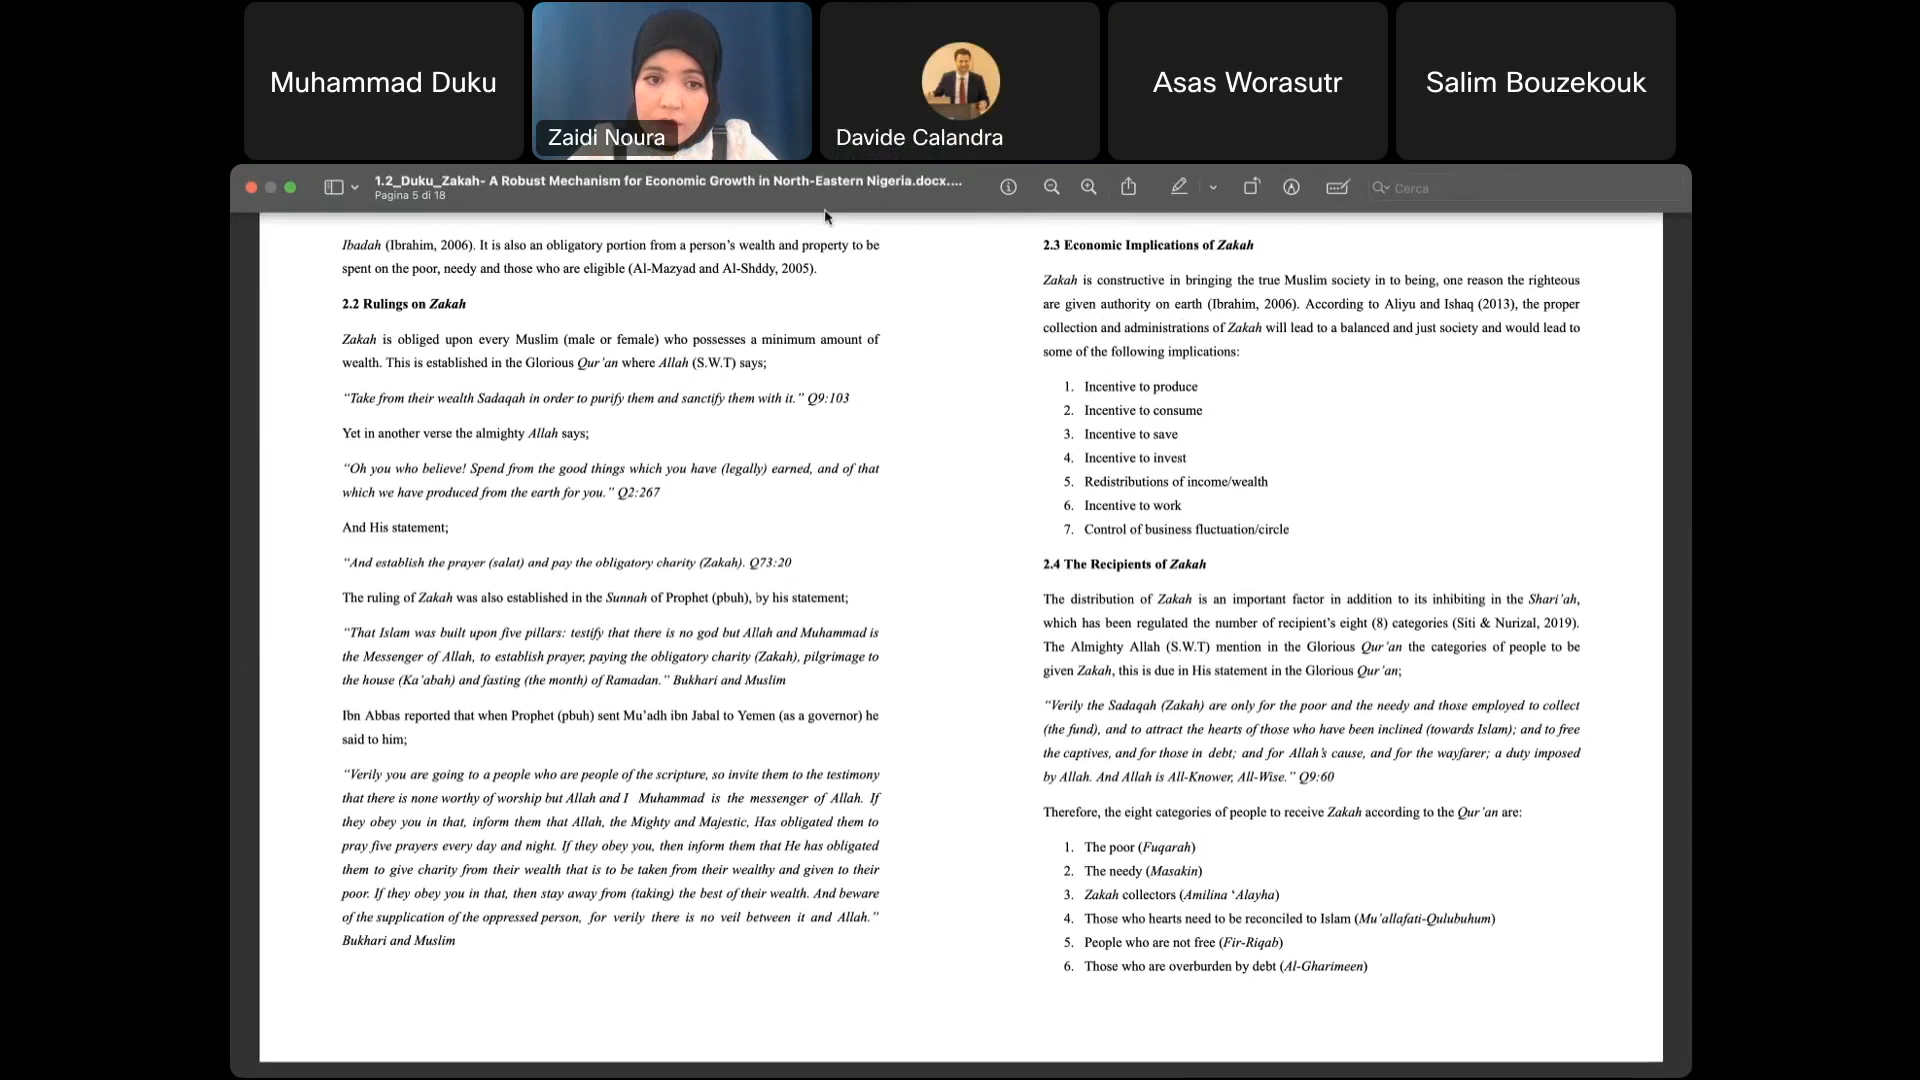 Muhammad Duku
Zaidi Noura
Davide Calandra
Asas Worasutr
Salim Bouzekouk
1.2_Duku_Zakah- A Robust Mechanism for Economic Growth in North-Eastern Nigeria.docx....
Pagina 5 di 18
Cerca
Ibadah (Ibrahim, 2006). It is also an obligatory portion from a person's wealth and property to be
spent on the poor, needy and those who are eligible (Al-Mazyad and Al-Shddy, 2005).
2.2 Rulings on Zakah
Zakah is obliged upon every Muslim (male or female) who possesses a minimum amount of
wealth. This is established in the Glorious Qur'an where Allah (S.W.T) says;
"Take from their wealth Sadaqah in order to purify them and sanctify them with it." Q9:103
Yet in another verse the almighty Allah says;
"Oh you who believe! Spend from the good things which you have (legally) earned, and of that
which we have produced from the earth for you." Q2:267
And His statement;
"And establish the prayer (salat) and pay the obligatory charity (Zakah). Q73:20
The ruling of Zakah was also established in the Sunnah of Prophet (pbuh), by his statement;
"That Islam was built upon five pillars: testify that there is no god but Allah and Muhammad is
the Messenger of Allah, to establish prayer, paying the obligatory charity (Zakah), pilgrimage to
the house (Ka'abah) and fasting (the month) of Ramadan." Bukhari and Muslim
Ibn Abbas reported that when Prophet (pbuh) sent Mu'adh ibn Jabal to Yemen (as a governor) he
said to him;
"Verily you are going to a people who are people of the scripture, so invite them to the testimony
that there is none worthy of worship but Allah and I Muhammad is the messenger of Allah. If
they obey you in that, inform them that Allah, the Mighty and Majestic, Has obligated them to
pray five prayers every day and night. If they obey you, then inform them that He has obligated
them to give charity from their wealth that is to be taken from their wealthy and given to their
poor. If they obey you in that, then stay away from (taking) the best of their wealth. And beware
of the supplication of the oppressed person, for verily there is no veil between it and Allah."
Bukhari and Muslim
2.3 Economic Implications of Zakah
Zakah is constructive in bringing the true Muslim society in to being, one reason the righteous
are given authority on earth (Ibrahim, 2006). According to Aliyu and Ishaq (2013), the proper
collection and administrations of Zakah will lead to a balanced and just society and would lead to
some of the following implications:
1. Incentive to produce
2. Incentive to consume
3. Incentive to save
4. Incentive to invest
5. Redistributions of income/wealth
6. Incentive to work
7. Control of business fluctuation/circle
2.4 The Recipients of Zakah
The distribution of Zakah is an important factor in addition to its inhibiting in the Shari'ah,
which has been regulated the number of recipient's eight (8) categories (Siti & Nurizal, 2019).
The Almighty Allah (S.W.T) mention in the Glorious Qur'an the categories of people to be
given Zakah, this is due in His statement in the Glorious Qur'an;
"Verily the Sadaqah (Zakah) are only for the poor and the needy and those employed to collect
(the fund), and to attract the hearts of those who have been inclined (towards Islam); and to free
the captives, and for those in debt; and for Allah's cause, and for the wayfarer; a duty imposed
by Allah. And Allah is All-Knower, All-Wise." Q9:60
Therefore, the eight categories of people to receive Zakah according to the Qur'an are:
1. The poor (Fuqarah)
2. The needy (Masakin)
3. Zakah collectors (Amilina 'Alayha)
4. Those who hearts need to be reconciled to Islam (Mu'allafati-Qulubuhum)
5. People who are not free (Fir-Riqab)
6. Those who are overburden by debt (Al-Gharimeen)